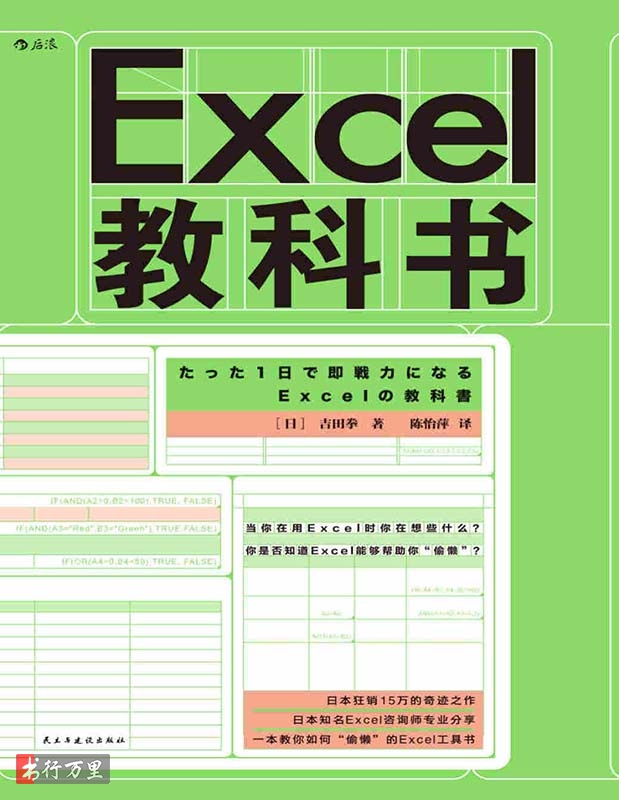 后浪
Excel
教科书
たった1日で即戦力になる
Excelの教科書
[日] 吉田拳 著 陈怡萍 译
IF(AND(A2>0,B2<100),TRUE,FALSE)
IF(AND(A3="Red",B3="Green"),TRUE,FALSE)
IF(OR(A4>0,B4<50),TRUE,FALSE)
当你在用Excel时你在想些什么？
你是否知道Excel能够帮助你“偷懒”？
日本狂销15万的奇迹之作
日本知名Excel咨询师专业分享
一本教你如何“偷懒”的Excel工具书
民主与建设出版社
书行万里